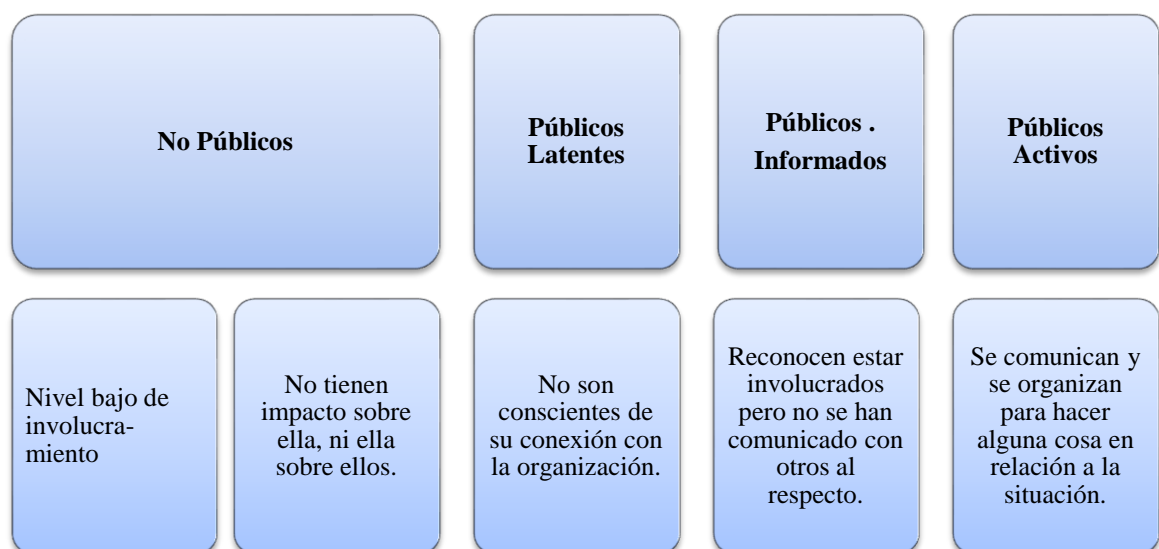 No Públicos
Públicos
Latentes
Públicos .
Informados
Públicos
Activos
Nivel bajo de
involucra-
miento
No tienen
impacto sobre
ella, ni ella
sobre ellos.
No son
conscientes de
su conexión con
la organización.
Reconocen estar
involucrados
pero no se han
comunicado con
otros al
respecto.
Se comunican y
se organizan
para hacer
alguna cosa en
relación a la
situación.